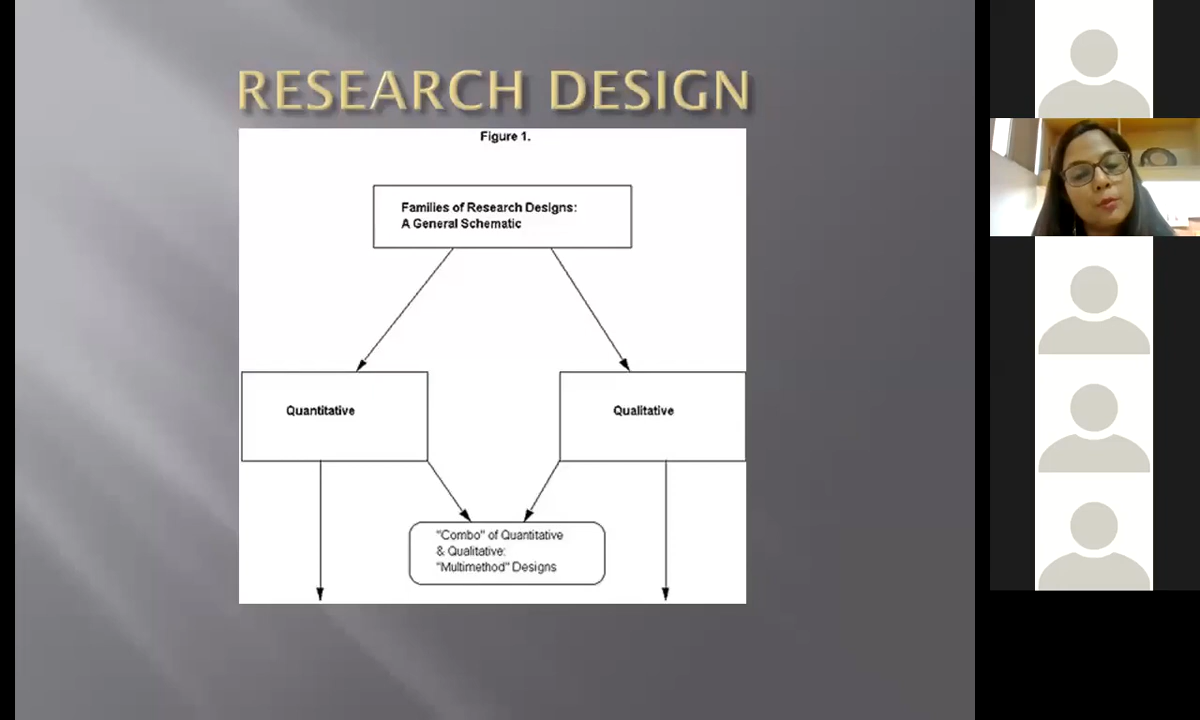 RESEARCH DESIGN
Figure 1.
Families of Research Designs:
A General Schematic
Quantitative
Qualitative
"Combo" of Quantitative
& Qualitative:
"Multimethod" Designs